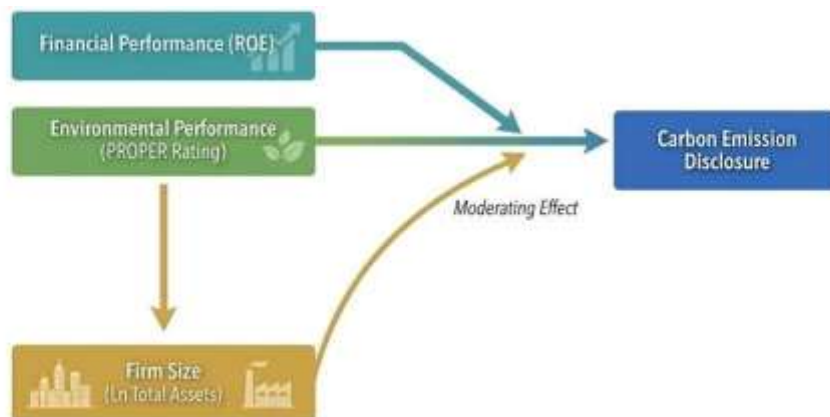 Financial Performance (ROE)
Environmental Performance
(PROPER Rating)
Carbon Emission
Disclosure
Moderating Effect
Firm Size
(Ln Total Assets)